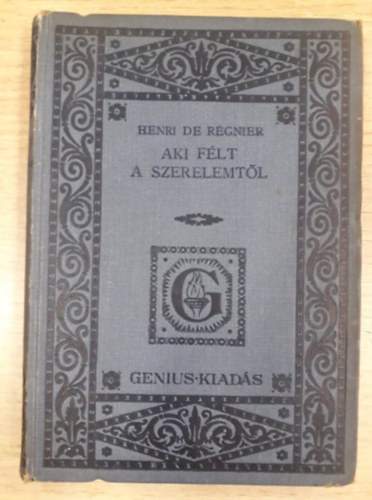 HENRI DE RÉGNIER
AKI FÉLT
A SZERELEMTŐL
G
GENIUS·KIADÁS